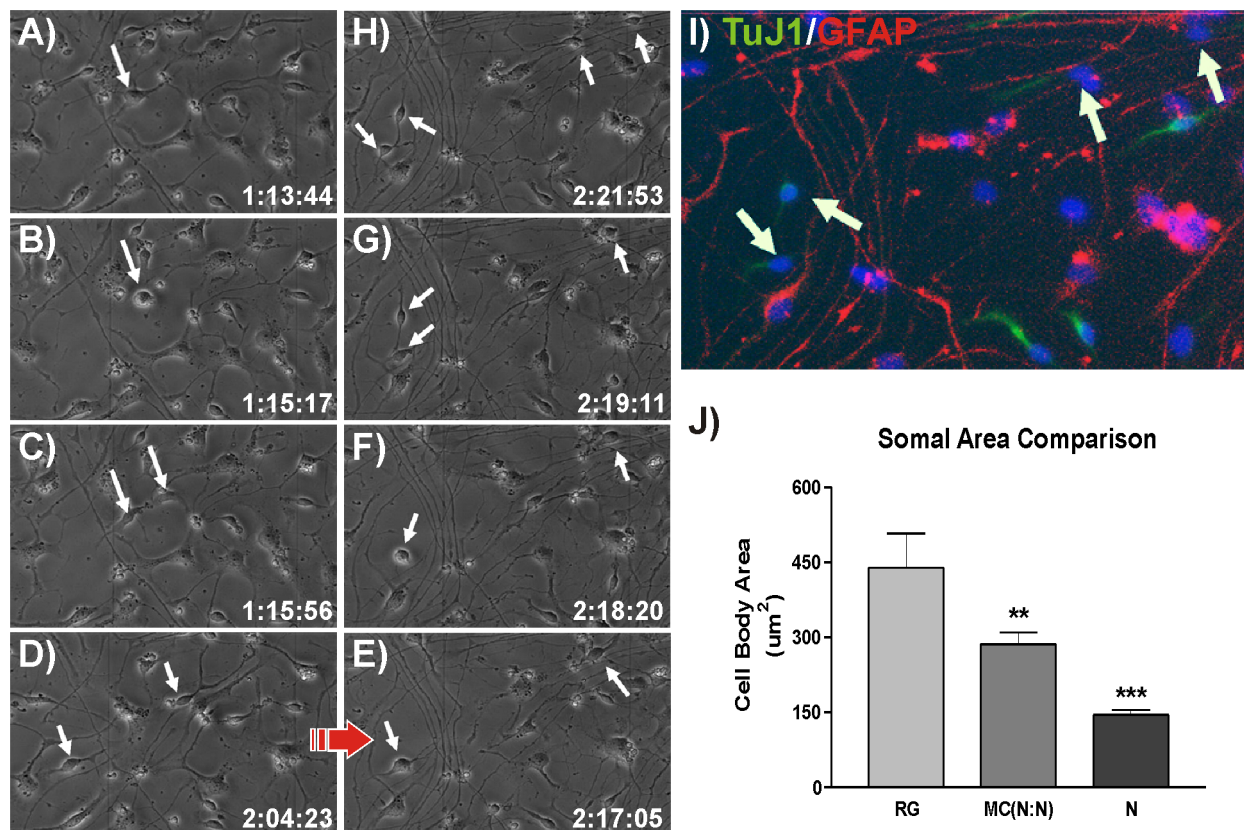 A)
1:13:44
B)
1:15:17
C)
1:15:56
D)
2:04:23
H)
2:21:53
G)
2:19:11
F)
2:18:20
E)
2:17:05
I) TuJ1/GFAP
J)
Somal Area Comparison
Cell Body Area
(um²)
600
450
300
150
0
**
***
RG
MC(N:N)
N